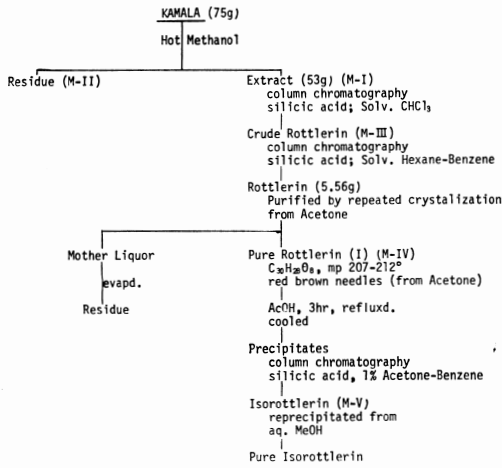 KAMALA (75g)
Hot Methanol
Residue (M-II)
Extract (53g) (M-I)
column chromatography
silicic acid; Solv. CHCl₃
Crude Rottlerin (M-III)
column chromatography
silicic acid; Solv. Hexane-Benzene
Rottlerin (5.56g)
Purified by repeated crystalization
from Acetone
Mother Liquor
evapd.
Residue
Pure Rottlerin (I) (M-IV)
C₃₀H₂₈O₈, mp 207-212°
red brown needles (from Acetone)
AcOH, 3hr, refluxd.
cooled
Precipitates
column chromatography
silicic acid, 1% Acetone-Benzene
Isorottlerin (M-V)
reprecipitated from
aq. MeOH
Pure Isorottlerin